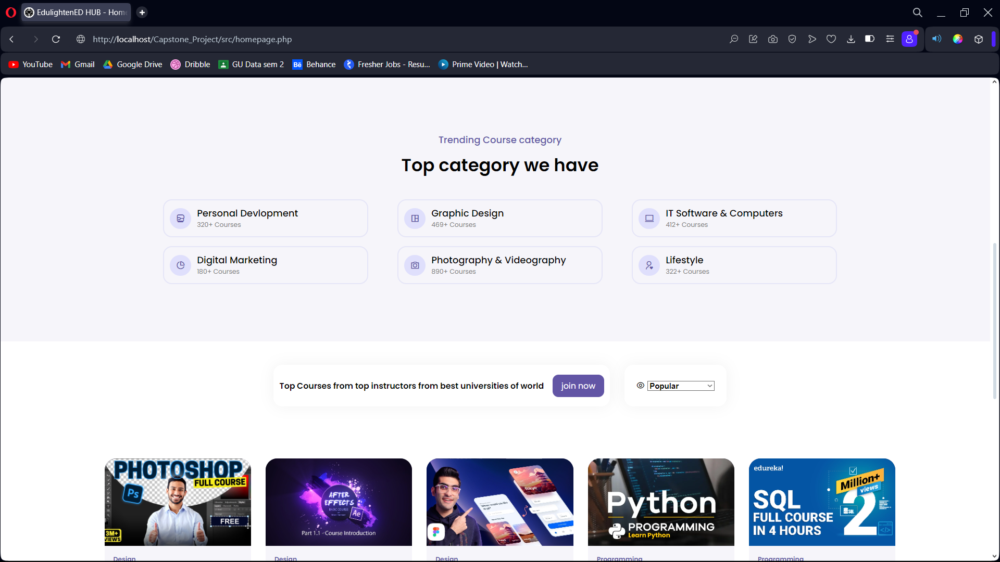 EdulightenED HUB - Home
http://localhost/Capstone_Project/src/homepage.php
YouTube
Gmail
Google Drive
Dribble
GU Data sem 2
Bē Behance
Fresher Jobs - Resu...
Prime Video | Watch...
Trending Course category
Top category we have
Personal Devlopment
320+ Courses
Graphic Design
469+ Courses
IT Software & Computers
412+ Courses
Digital Marketing
180+ Courses
Photography & Videography
890+ Courses
Lifestyle
322+ Courses
Top Courses from top instructors from best universities of world
join now
Popular
PHOTOSHOP
FULL COURSE
Ps
FREE
3M+
VIEWS
AFTER
EFFECTS
BASIC COURSE
Ae
Part 1.1 - Course Introduction
Tokyo
Python
PROGRAMMING
Learn Python
edureka!
Million+
views
SQL
FULL COURSE
IN 4 HOURS
2
SQL
Design
Design
Design
Programming
Programming